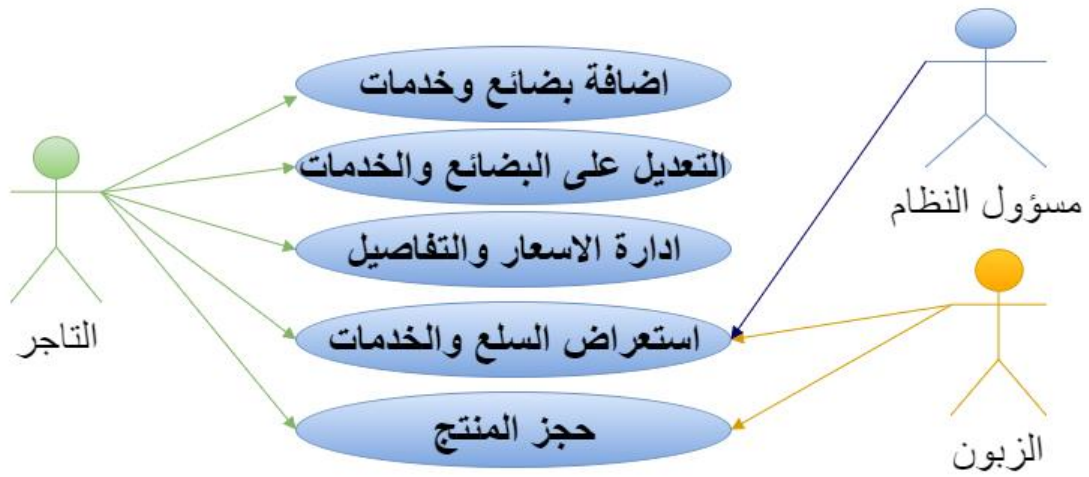 اضافة بضائع وخدمات
التعديل على البضائع والخدمات
ادارة الاسعار والتفاصيل
استعراض السلع والخدمات
حجز المنتج
مسؤول النظام
الزبون
التاجر